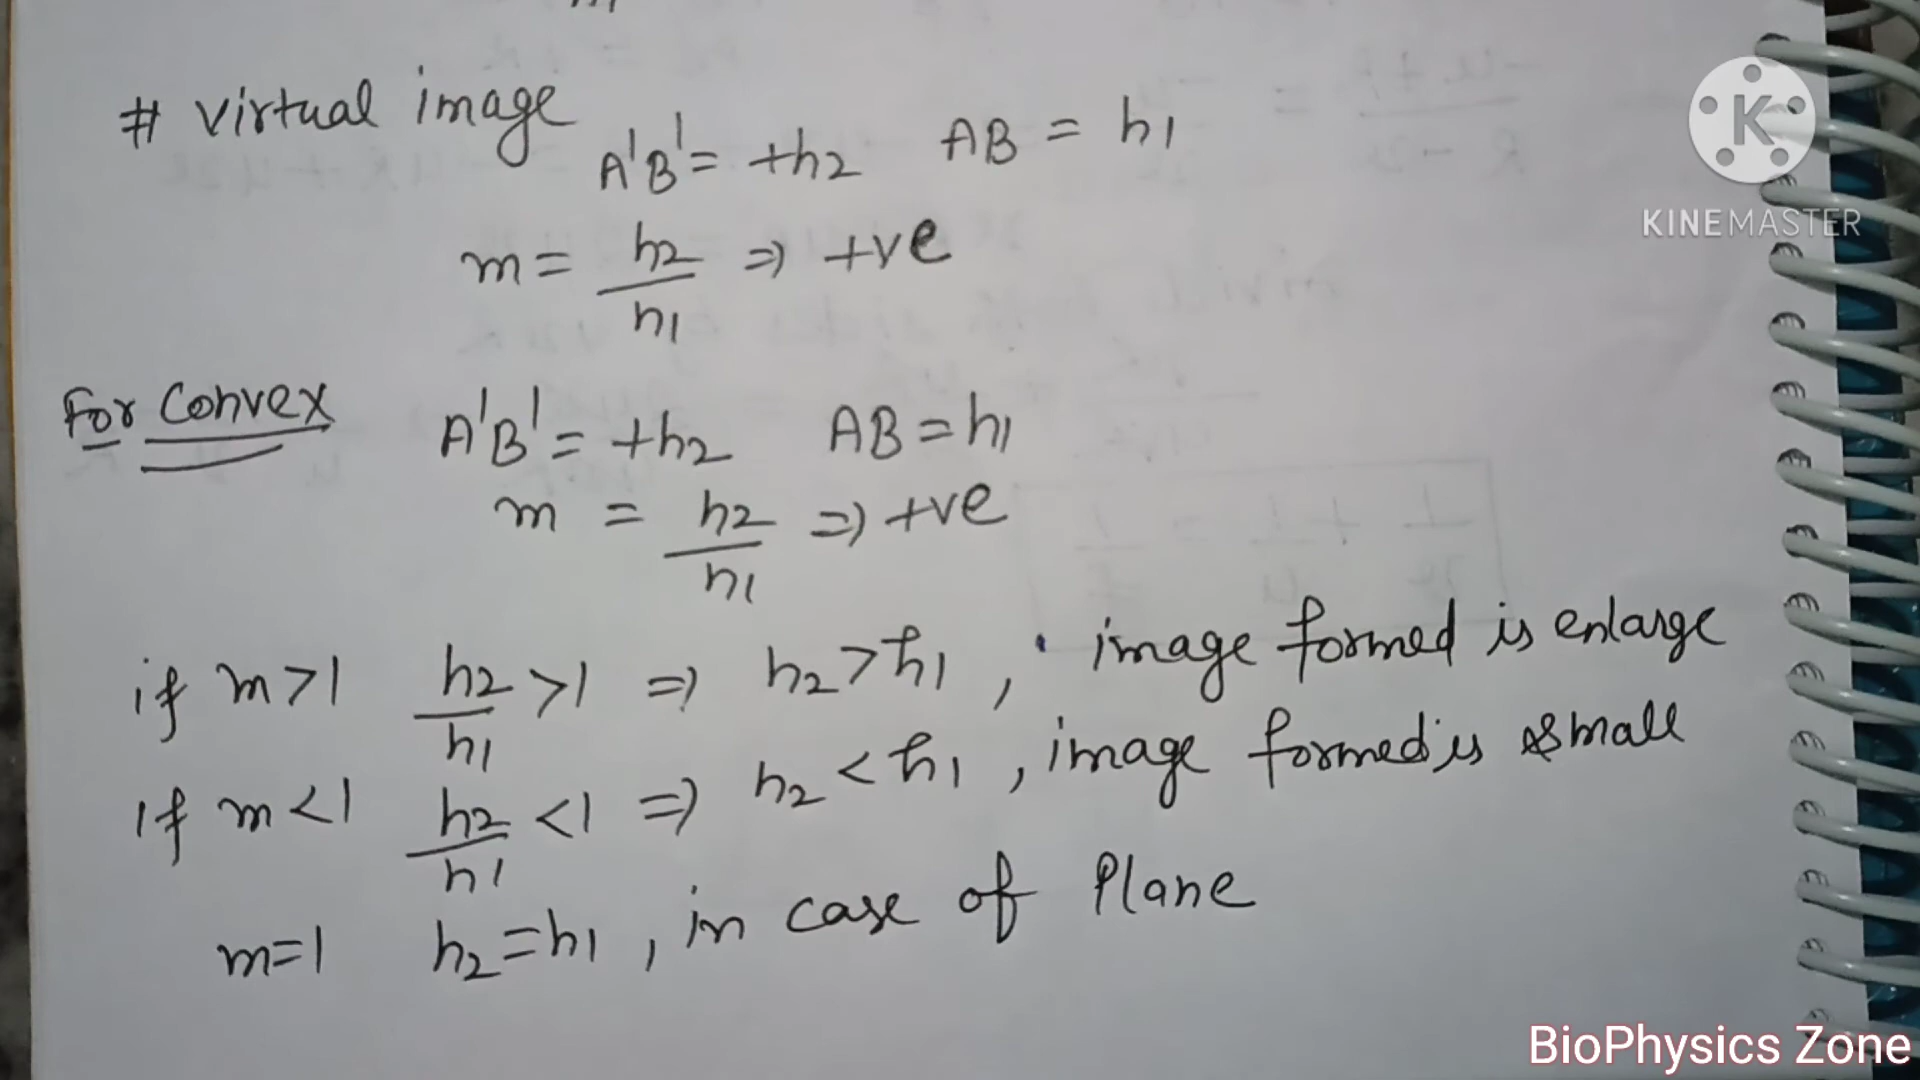 # virtual image
A'B' = +h2 AB = h1
m = h2/h1 => +ve
For Convex A'B' = +h2 AB = h1
m = h2/h1 => +ve
if m>1 h2/h1 >1 => h2>h1, image formed is enlarge
If m<1 h2/h1 <1 => h2<h1, image formed is small
m=1 h2=h1, in case of Plane
K
KINEMASTER
BioPhysics Zone